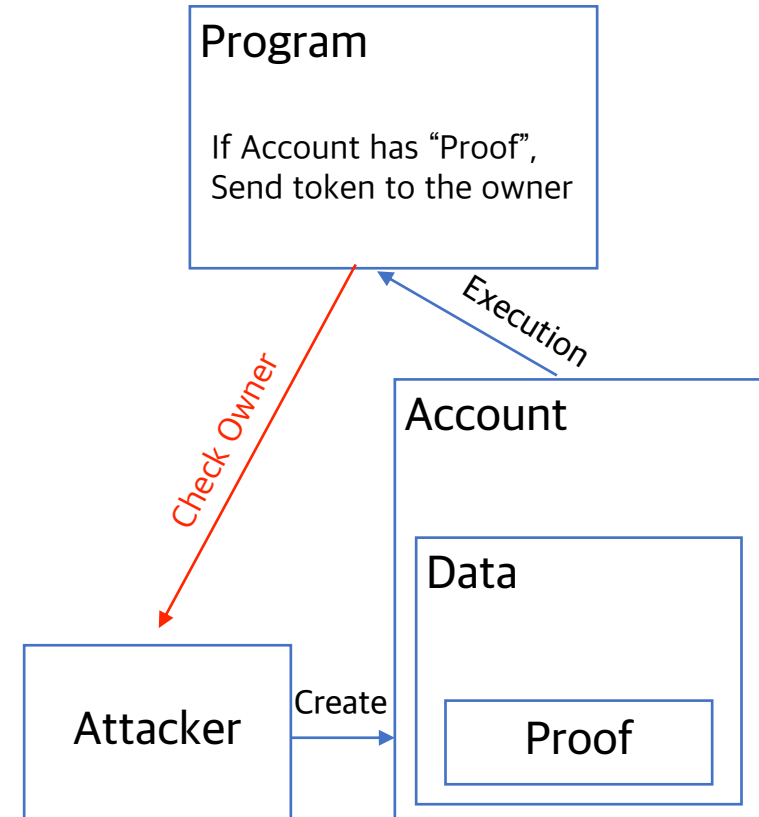 Program
If Account has “Proof”,
Send token to the owner
Execution
Check Owner
Account
Data
Attacker
Create
Proof